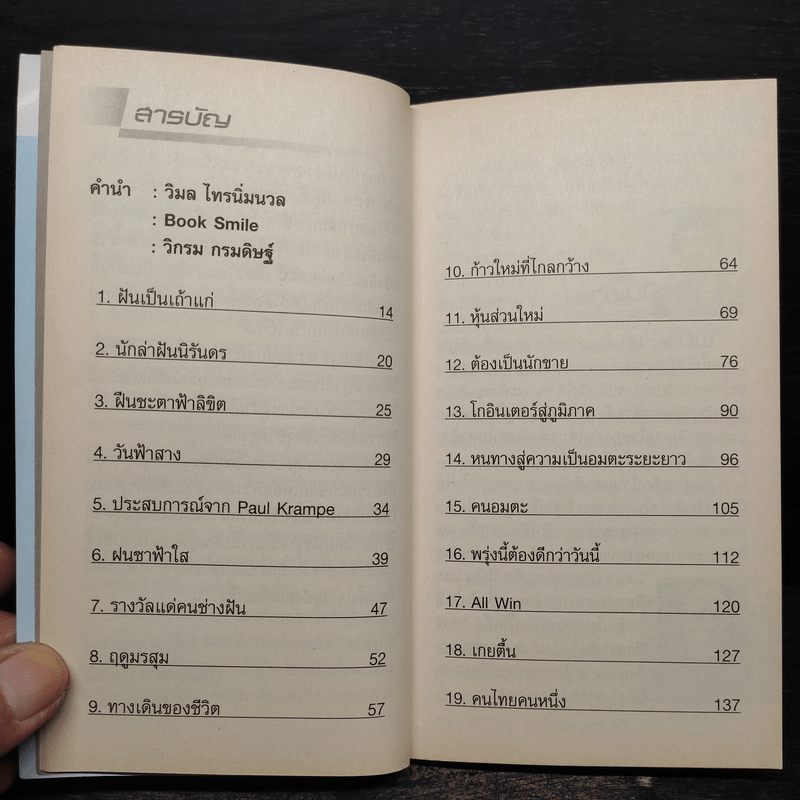 สารบัญ
คำนำ : วิมล ไทรนิ่มนวล
: Book Smile
: วิกรม กรมดิษฐ์
1. ฝันเป็นเถ้าแก่ 14
2. นักล่าฝันนิรันดร 20
3. ฝืนชะตาฟ้าลิขิต 25
4. วันฟ้าสาง 29
5. ประสบการณ์จาก Paul Krampe 34
6. ฝนซาฟ้าใส 39
7. รางวัลแด่คนช่างฝัน 47
8. ฤดูมรสุม 52
9. ทางเดินของชีวิต 57
10. ก้าวใหม่ที่ไกลกว้าง 64
11. หุ้นส่วนใหม่ 69
12. ต้องเป็นนักขาย 76
13. โกอินเตอร์สู่ภูมิภาค 90
14. หนทางสู่ความเป็นอมตะระยะยาว 96
15. คนอมตะ 105
16. พรุ่งนี้ต้องดีกว่าวันนี้ 112
17. All Win 120
18. เกยตื้น 127
19. คนไทยคนหนึ่ง 137